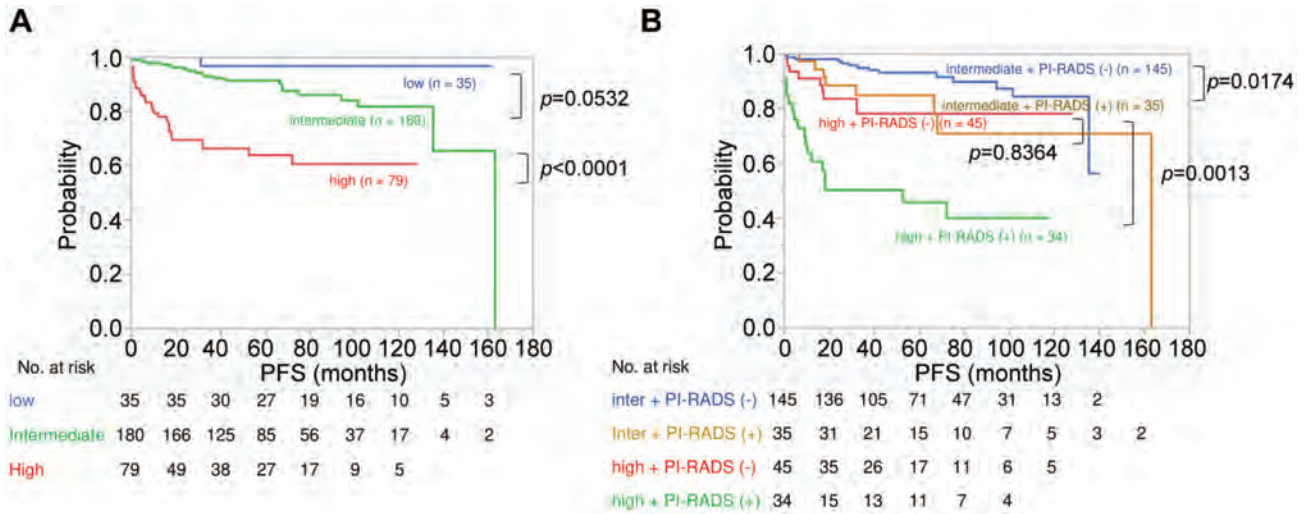 A
1.0
0.8
0.6
0.4
0.2
0.0
Probability
low (n = 35)
intermediate (n = 180)
high (n = 79)
p=0.0532
p<0.0001
0 20 40 60 80 100 120 140 160 180
PFS (months)
No. at risk
low 35 35 30 27 19 16 10 5 3
Intermediate 180 166 125 85 56 37 17 4 2
High 79 49 38 27 17 9 5
B
1.0
0.8
0.6
0.4
0.2
0.0
Probability
intermediate + PI-RADS (-) (n = 145)
intermediate + PI-RADS (+) (n = 35)
high + PI-RADS (-) (n = 45)
high + PI-RADS (+) (n = 34)
p=0.0174
p=0.8364
p=0.0013
0 20 40 60 80 100 120 140 160 180
PFS (months)
No. at risk
inter + PI-RADS (-) 145 136 105 71 47 31 13 2
Inter + PI-RADS (+) 35 31 21 15 10 7 5 3 2
high + PI-RADS (-) 45 35 26 17 11 6 5
high + PI-RADS (+) 34 15 13 11 7 4